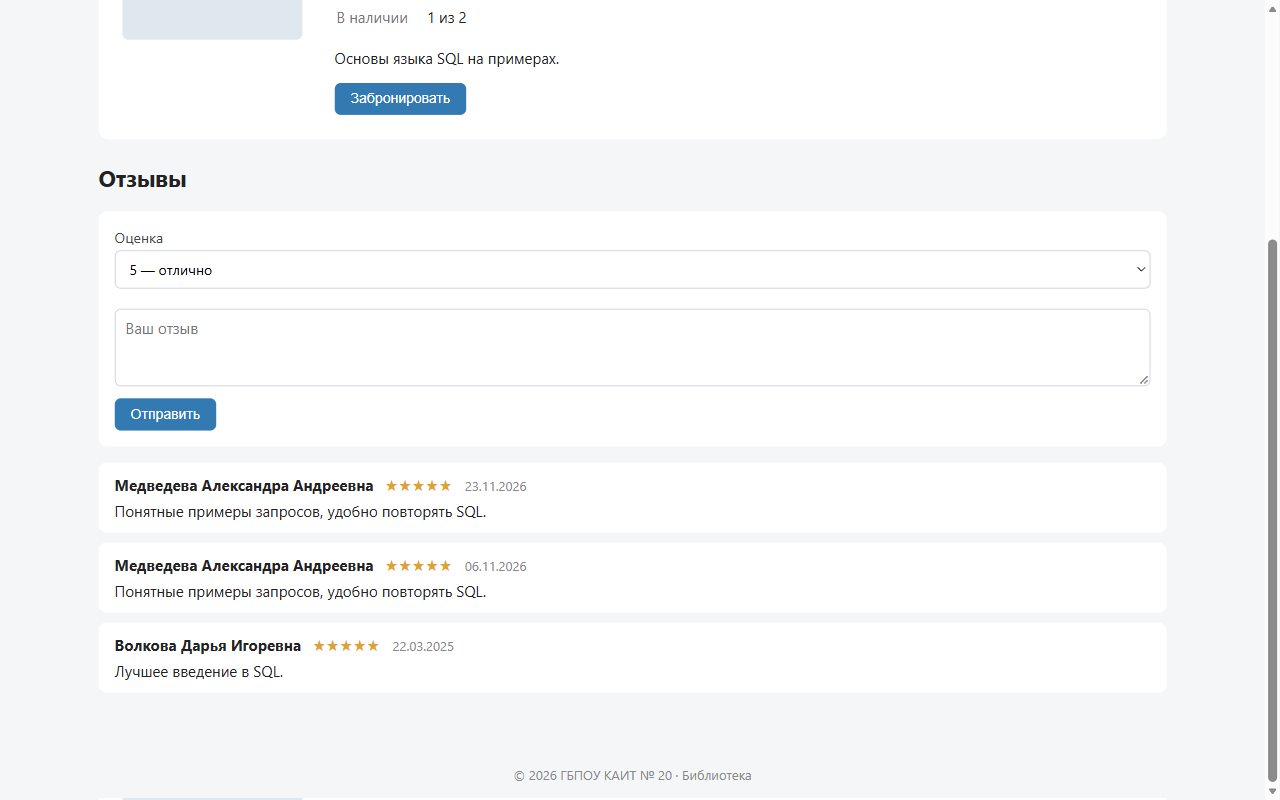 В наличии 1 из 2
Основы языка SQL на примерах.
Забронировать
Отзывы
Оценка
5 — отлично
Ваш отзыв
Отправить
Медведева Александра Андреевна ★★★★★ 23.11.2026
Понятные примеры запросов, удобно повторять SQL.
Медведева Александра Андреевна ★★★★★ 06.11.2026
Понятные примеры запросов, удобно повторять SQL.
Волкова Дарья Игоревна ★★★★★ 22.03.2025
Лучшее введение в SQL.
© 2026 ГБПОУ КАИТ № 20 · Библиотека